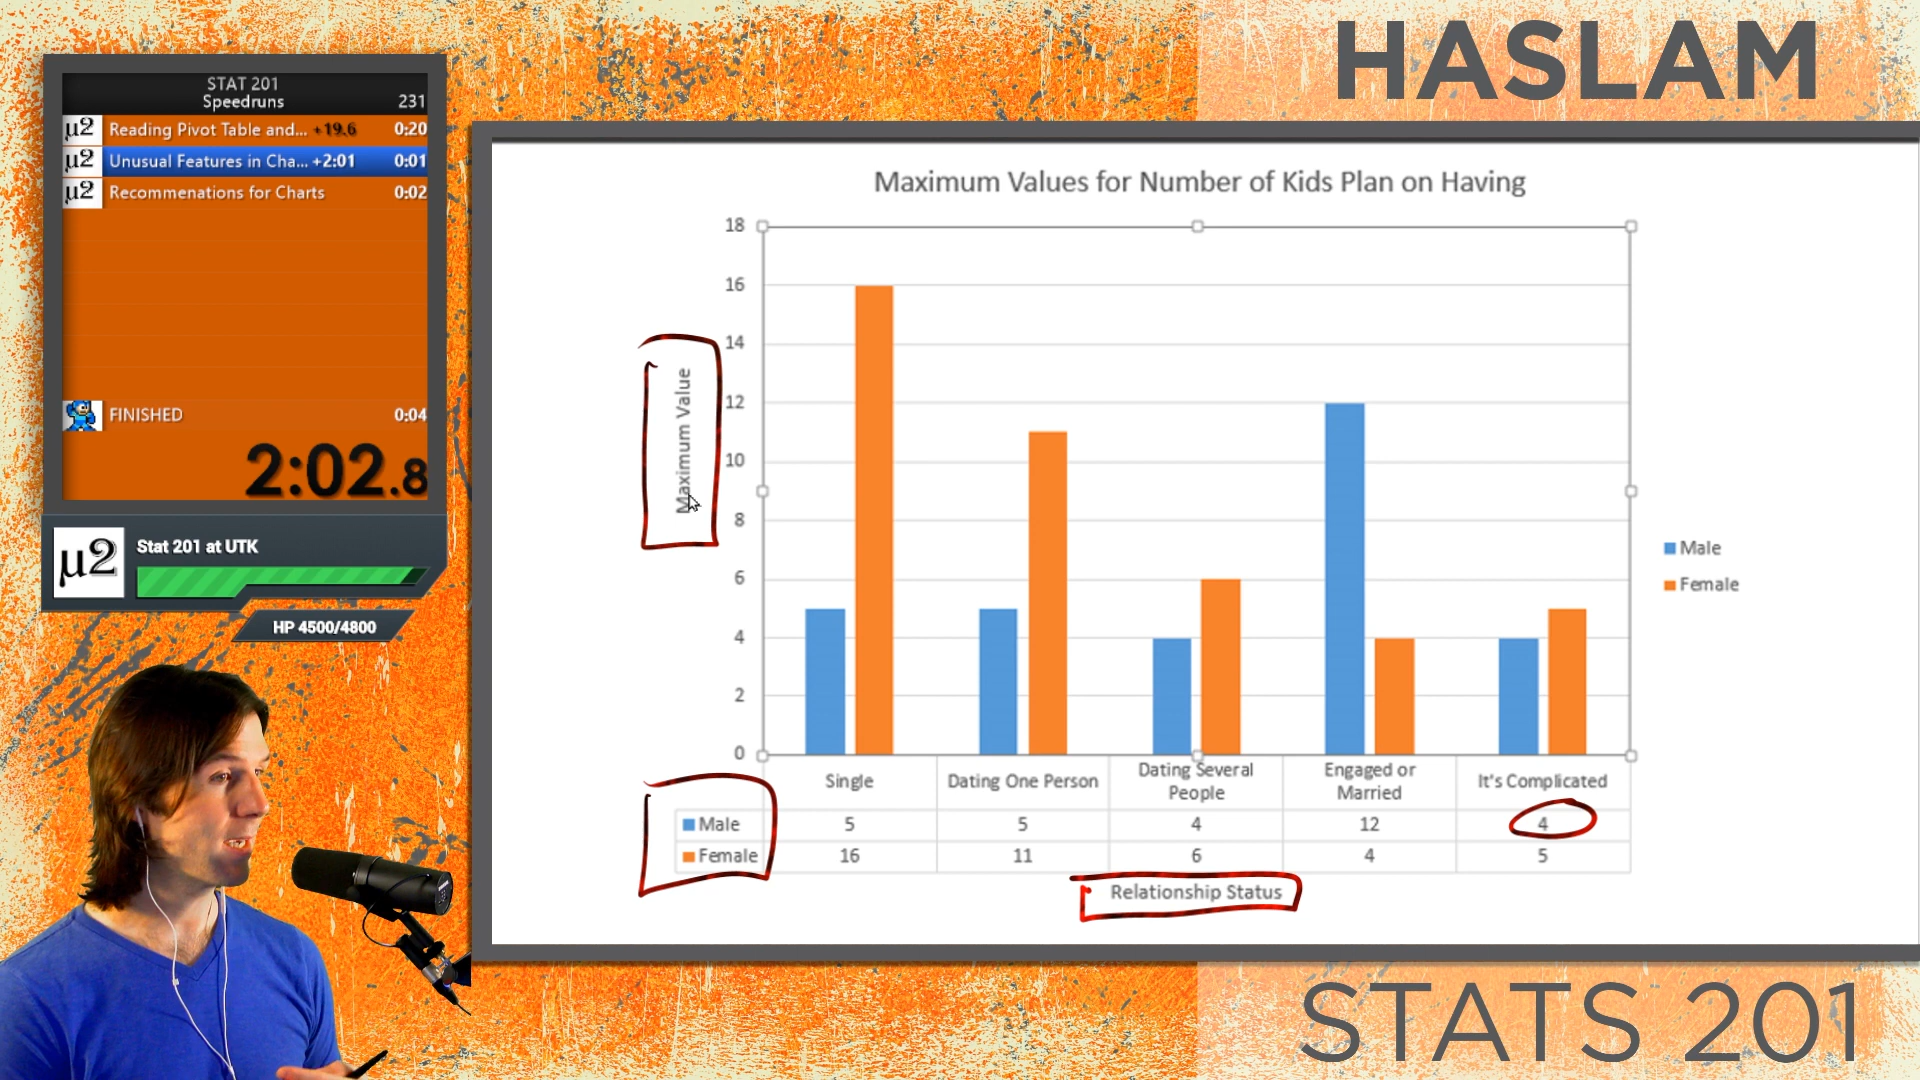 HASLAM
STAT 201
Speedruns 231
μ2 Reading Pivot Table and... +19.6 0:20
μ2 Unusual Features in Cha... +2:01 0:01
μ2 Recommenations for Charts 0:02
FINISHED 0:04
2:02.8
μ2 Stat 201 at UTK
HP 4500/4800
Maximum Values for Number of Kids Plan on Having
Maximum Value
18
16
14
12
10
8
6
4
2
0
Male
Female
Single Dating One Person Dating Several People Engaged or Married It's Complicated
Male 5 5 4 12 4
Female 16 11 6 4 5
Relationship Status
STATS 201